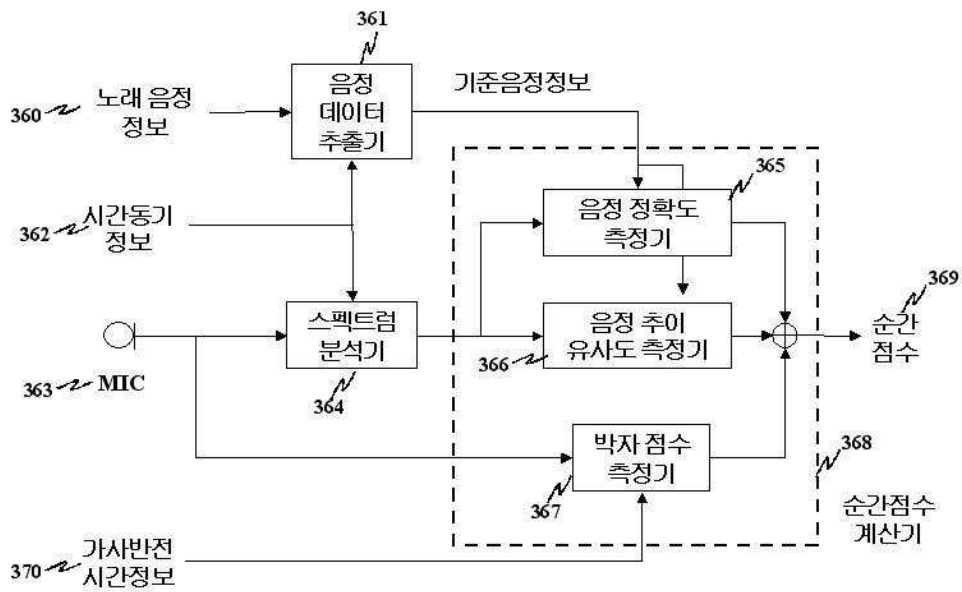 361
360
노래 음정
정보
음정
데이터
추출기
기준음정정보
365
362
시간동기
정보
음정 정확도
측정기
369
순간
점수
스펙트럼
분석기
364
363
MIC
음정 추이
유사도 측정기
366
박자 점수
측정기
367
368
순간점수
계산기
370
가사반전
시간정보